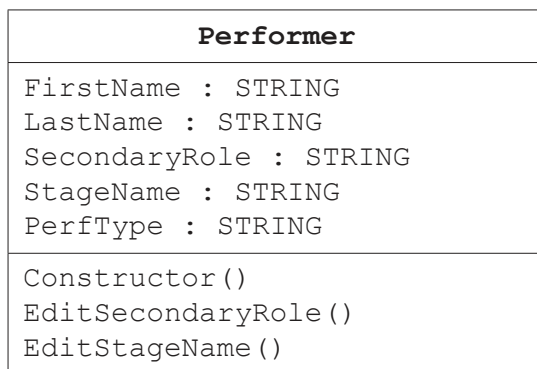 Performer
FirstName : STRING
LastName : STRING
SecondaryRole : STRING
StageName : STRING
PerfType : STRING
Constructor()
EditSecondaryRole()
EditStageName()